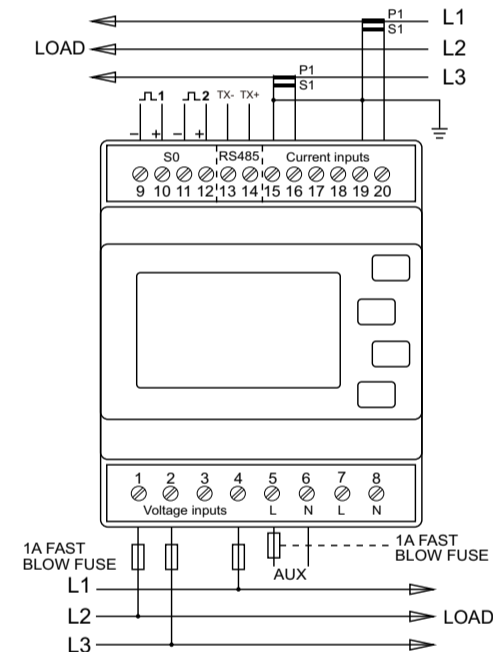 P1
L1
S1
LOAD
L2
P1
L3
S1
1
2
TX-
TX+
–
+
–
+
S0
RS485
Current inputs
9
10
11
12
13
14
15
16
17
18
19
20
1
2
3
4
5
6
7
8
Voltage inputs
L
N
L
N
1A FAST
BLOW FUSE
1A FAST
BLOW FUSE
AUX
L1
L2
LOAD
L3